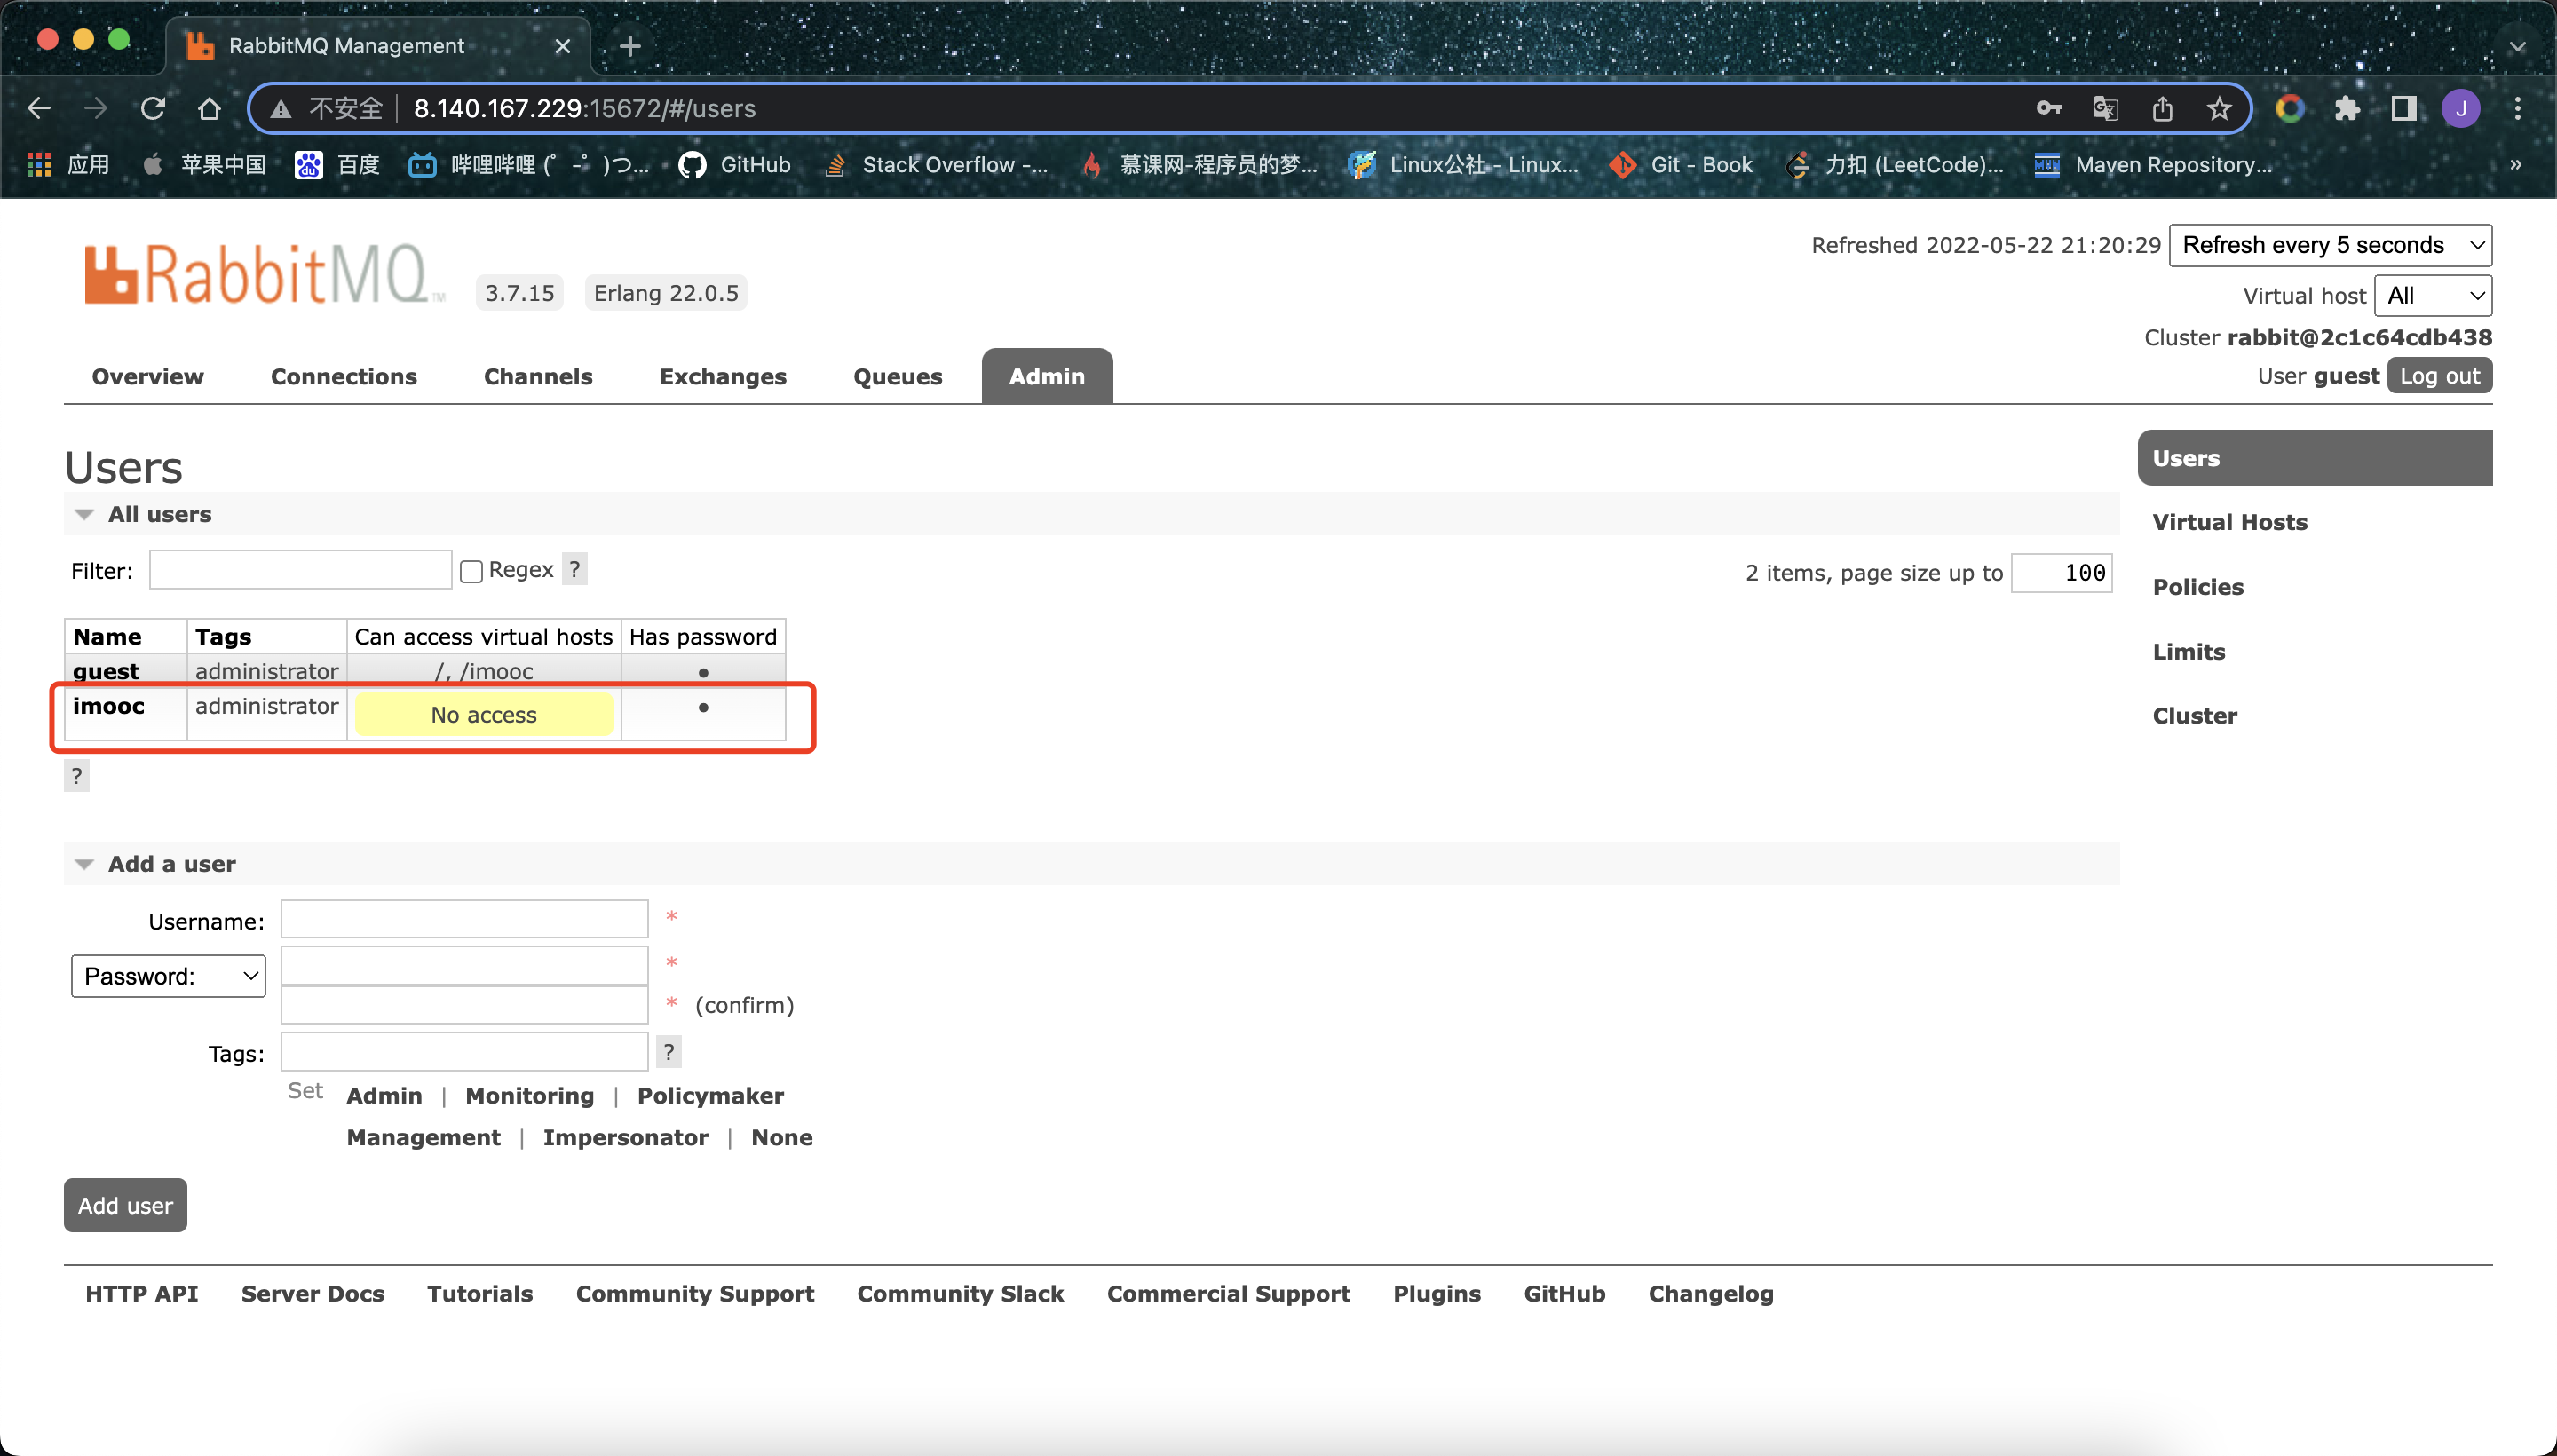 RabbitMQ Management
不安全 8.140.167.229:15672/#/users
应用 苹果中国 百度 哔哩哔哩 (゜-゜)つ... GitHub Stack Overflow -... 慕课网-程序员的梦... Linux公社 - Linux... Git - Book 力扣 (LeetCode)... Maven Repository... »
J
RabbitMQ TM 3.7.15 Erlang 22.0.5
Refreshed 2022-05-22 21:20:29 Refresh every 5 seconds
Virtual host All
Cluster rabbit@2c1c64cdb438
User guest Log out
Overview Connections Channels Exchanges Queues Admin
Users
All users
Filter: Regex ? 2 items, page size up to 100
Name Tags Can access virtual hosts Has password
guest administrator /, /imooc •
imooc administrator No access •
?
Users
Virtual Hosts
Policies
Limits
Cluster
Add a user
Username: *
Password: *
* (confirm)
Tags: ?
Set Admin | Monitoring | Policymaker
Management | Impersonator | None
Add user
HTTP API Server Docs Tutorials Community Support Community Slack Commercial Support Plugins GitHub Changelog